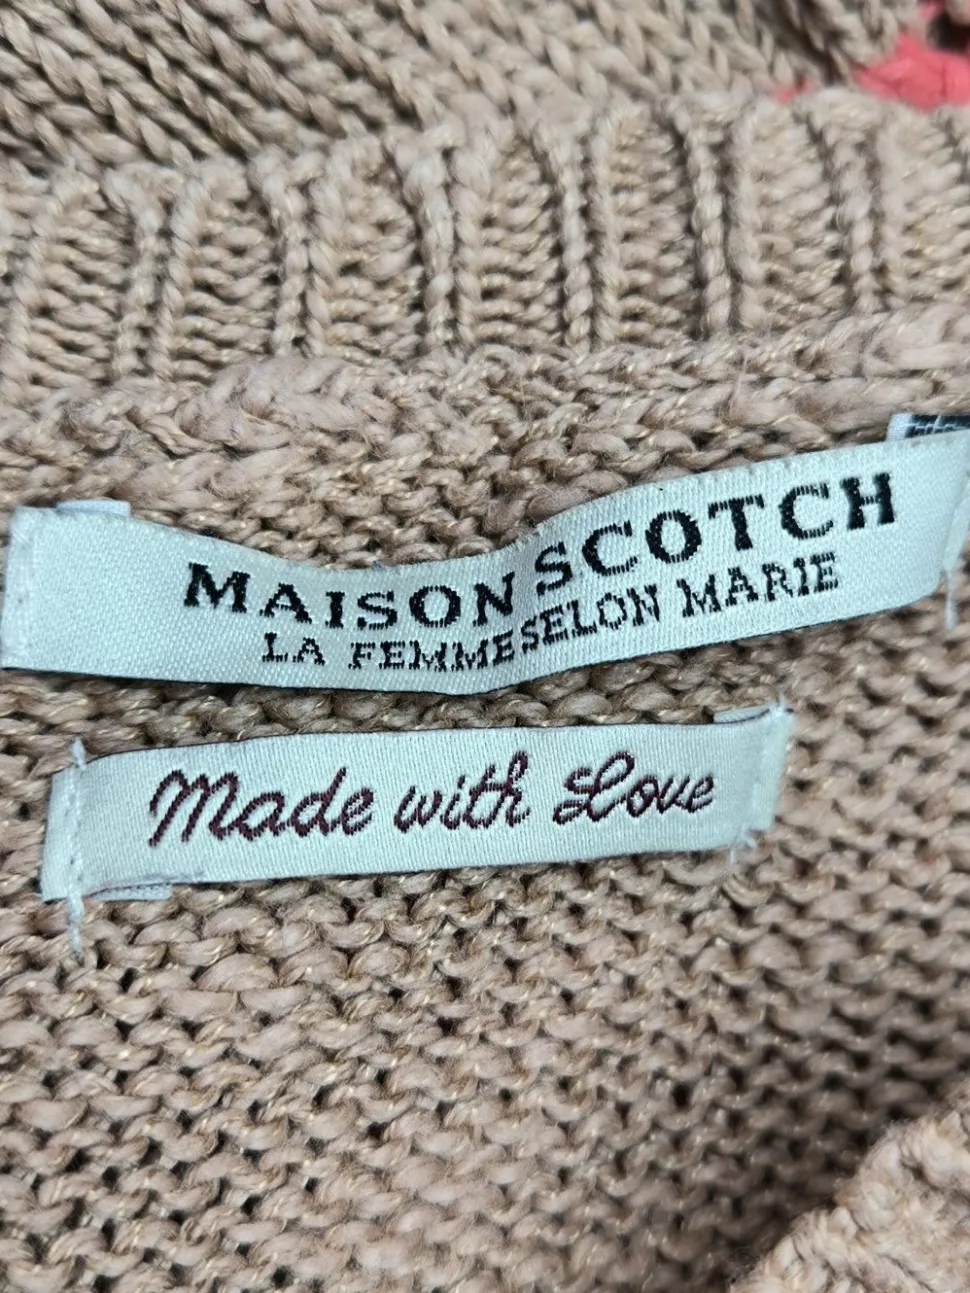 MAISON SCOTCH
LA FEMME SELON MARIE
Made with Love